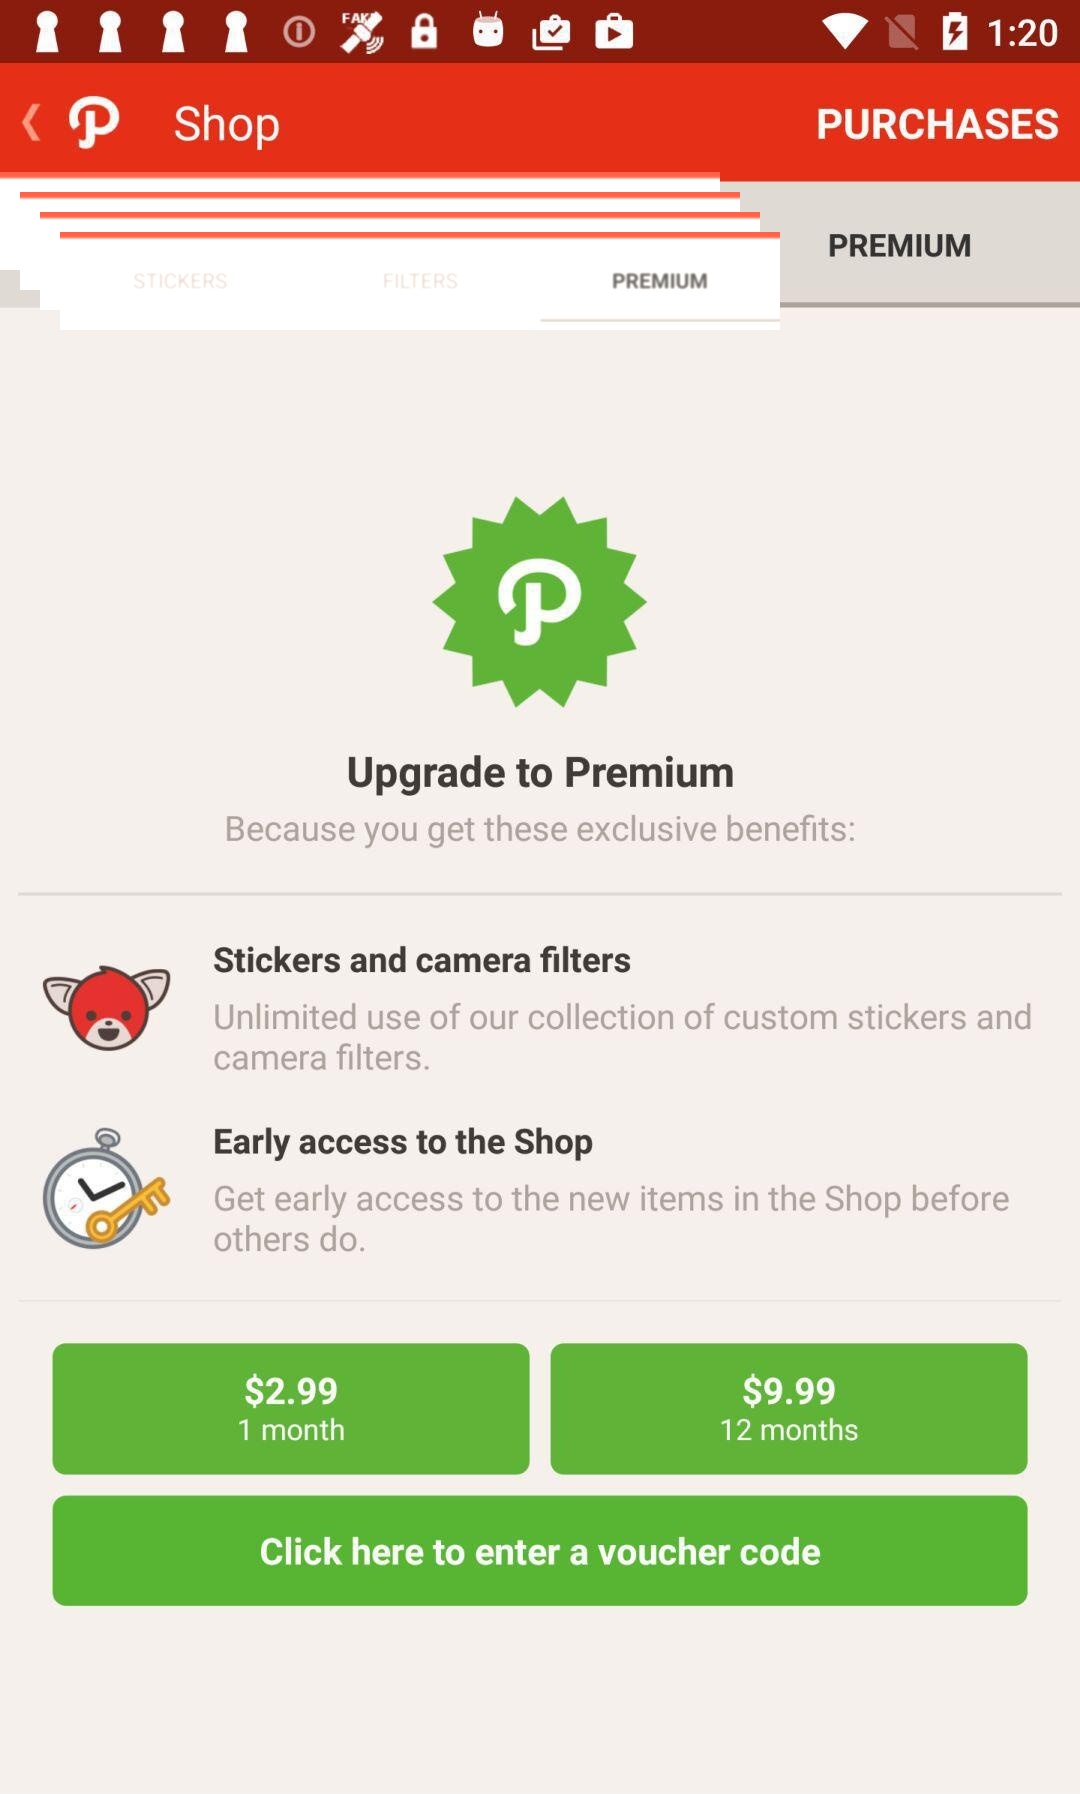 FAKE
1:20
Shop
PURCHASES
PREMIUM
STICKERS FILTERS PREMIUM
Upgrade to Premium
Because you get these exclusive benefits:
Stickers and camera filters
Unlimited use of our collection of custom stickers and
camera filters.
Early access to the Shop
Get early access to the new items in the Shop before
others do.
$2.99
1 month
$9.99
12 months
Click here to enter a voucher code